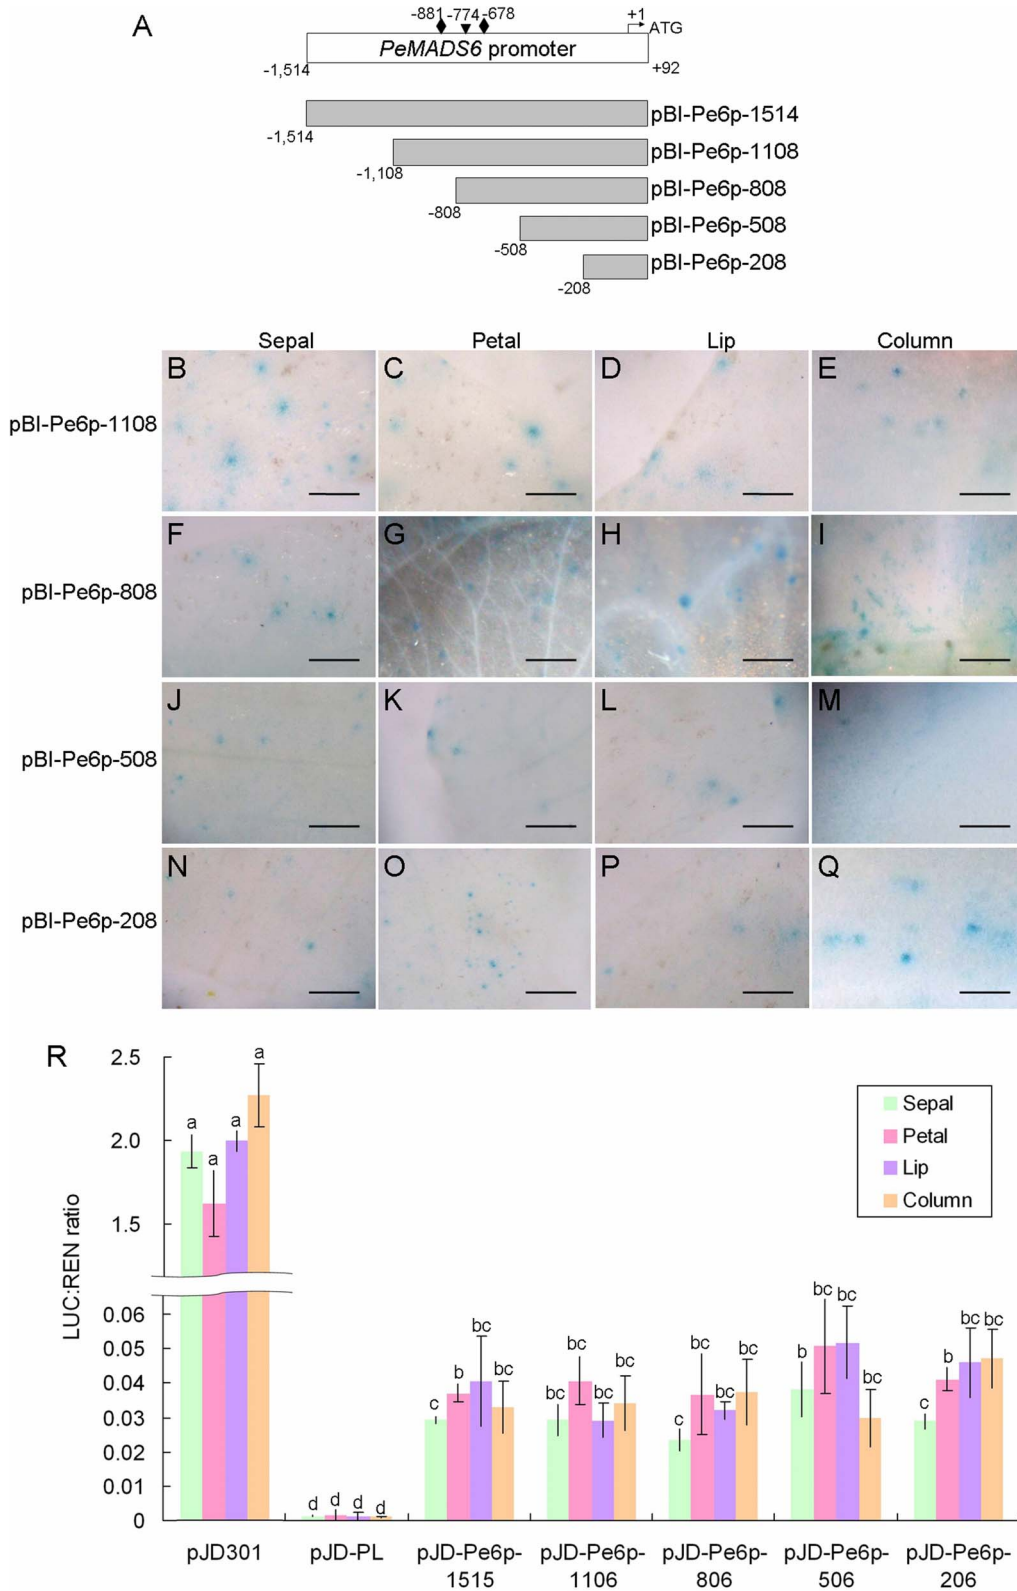 A
-881 -774 -678 +1
ATG
PeMADS6 promoter
-1,514 +92
pBI-Pe6p-1514
-1,514
pBI-Pe6p-1108
-1,108
pBI-Pe6p-808
-808
pBI-Pe6p-508
-508
pBI-Pe6p-208
-208
Sepal Petal Lip Column
B C D E
pBI-Pe6p-1108
F G H I
pBI-Pe6p-808
J K L M
pBI-Pe6p-508
N O P Q
pBI-Pe6p-208
R
LUC:REN ratio
2.5
2.0
1.5
0.06
0.05
0.04
0.03
0.02
0.01
0
a a a a
d d d d
c b bc bc
bc bc bc bc
c bc bc bc
b bc bc bc
c b bc bc
Sepal
Petal
Lip
Column
pJD301 pJD-PL pJD-Pe6p- pJD-Pe6p- pJD-Pe6p- pJD-Pe6p- pJD-Pe6p-
1515 1106 806 506 206